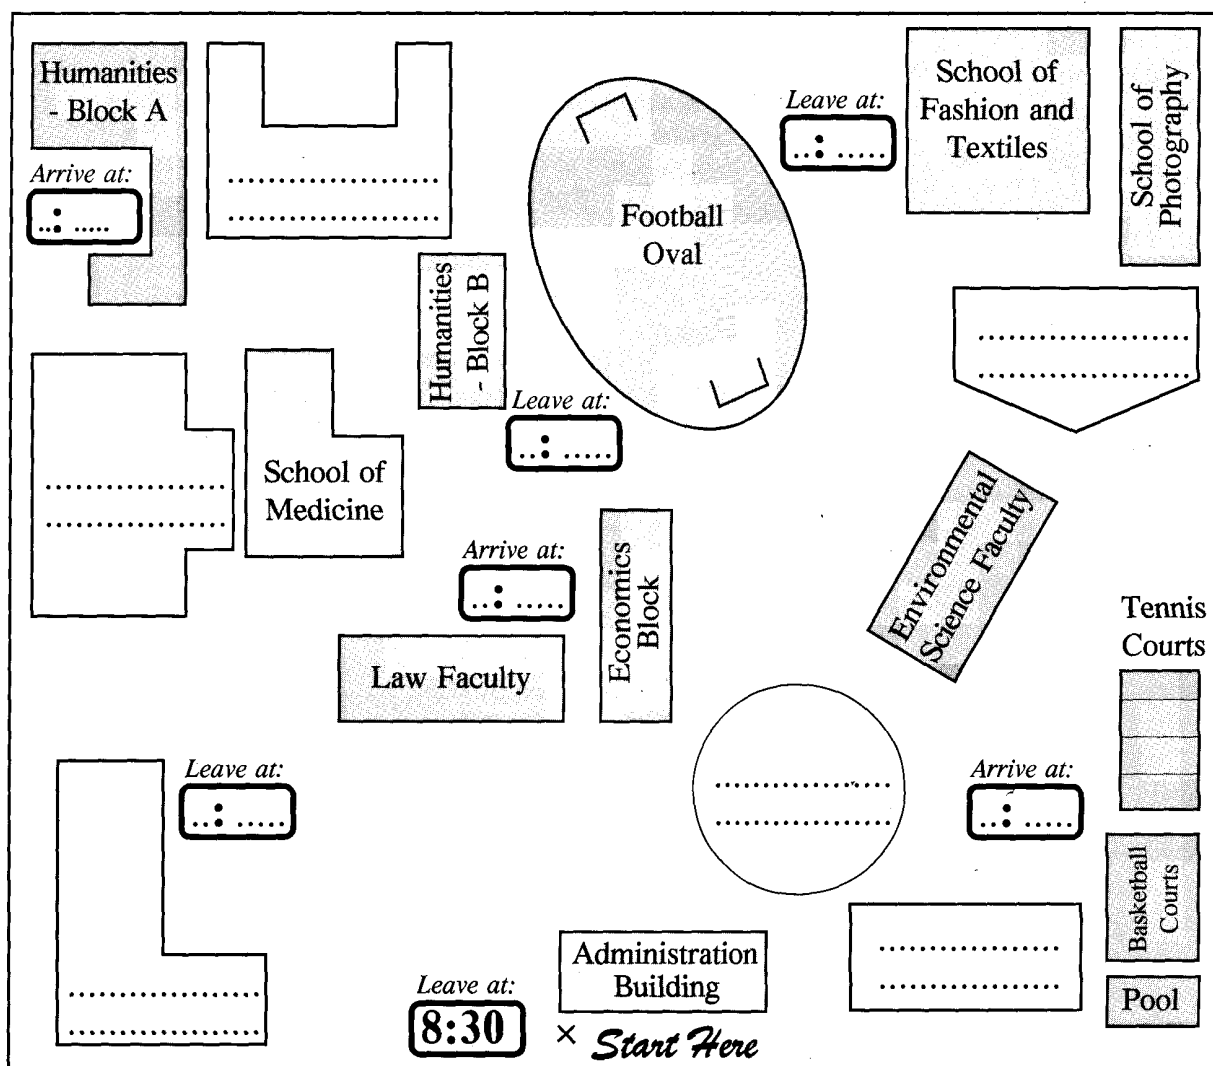 Humanities
- Block A
Arrive at:
..:.....
....................
....................
Humanities
- Block B
Leave at:
..:.....
Football
Oval
Leave at:
..:.....
School of
Fashion and
Textiles
School of
Photography
....................
....................
....................
....................
School of
Medicine
Arrive at:
..:.....
Economics
Block
Law Faculty
Environmental
Science Faculty
Tennis
Courts
Leave at:
..:.....
....................
....................
....................
....................
Arrive at:
..:.....
Basketball
Courts
Pool
....................
....................
Administration
Building
Leave at:
8:30
× Start Here